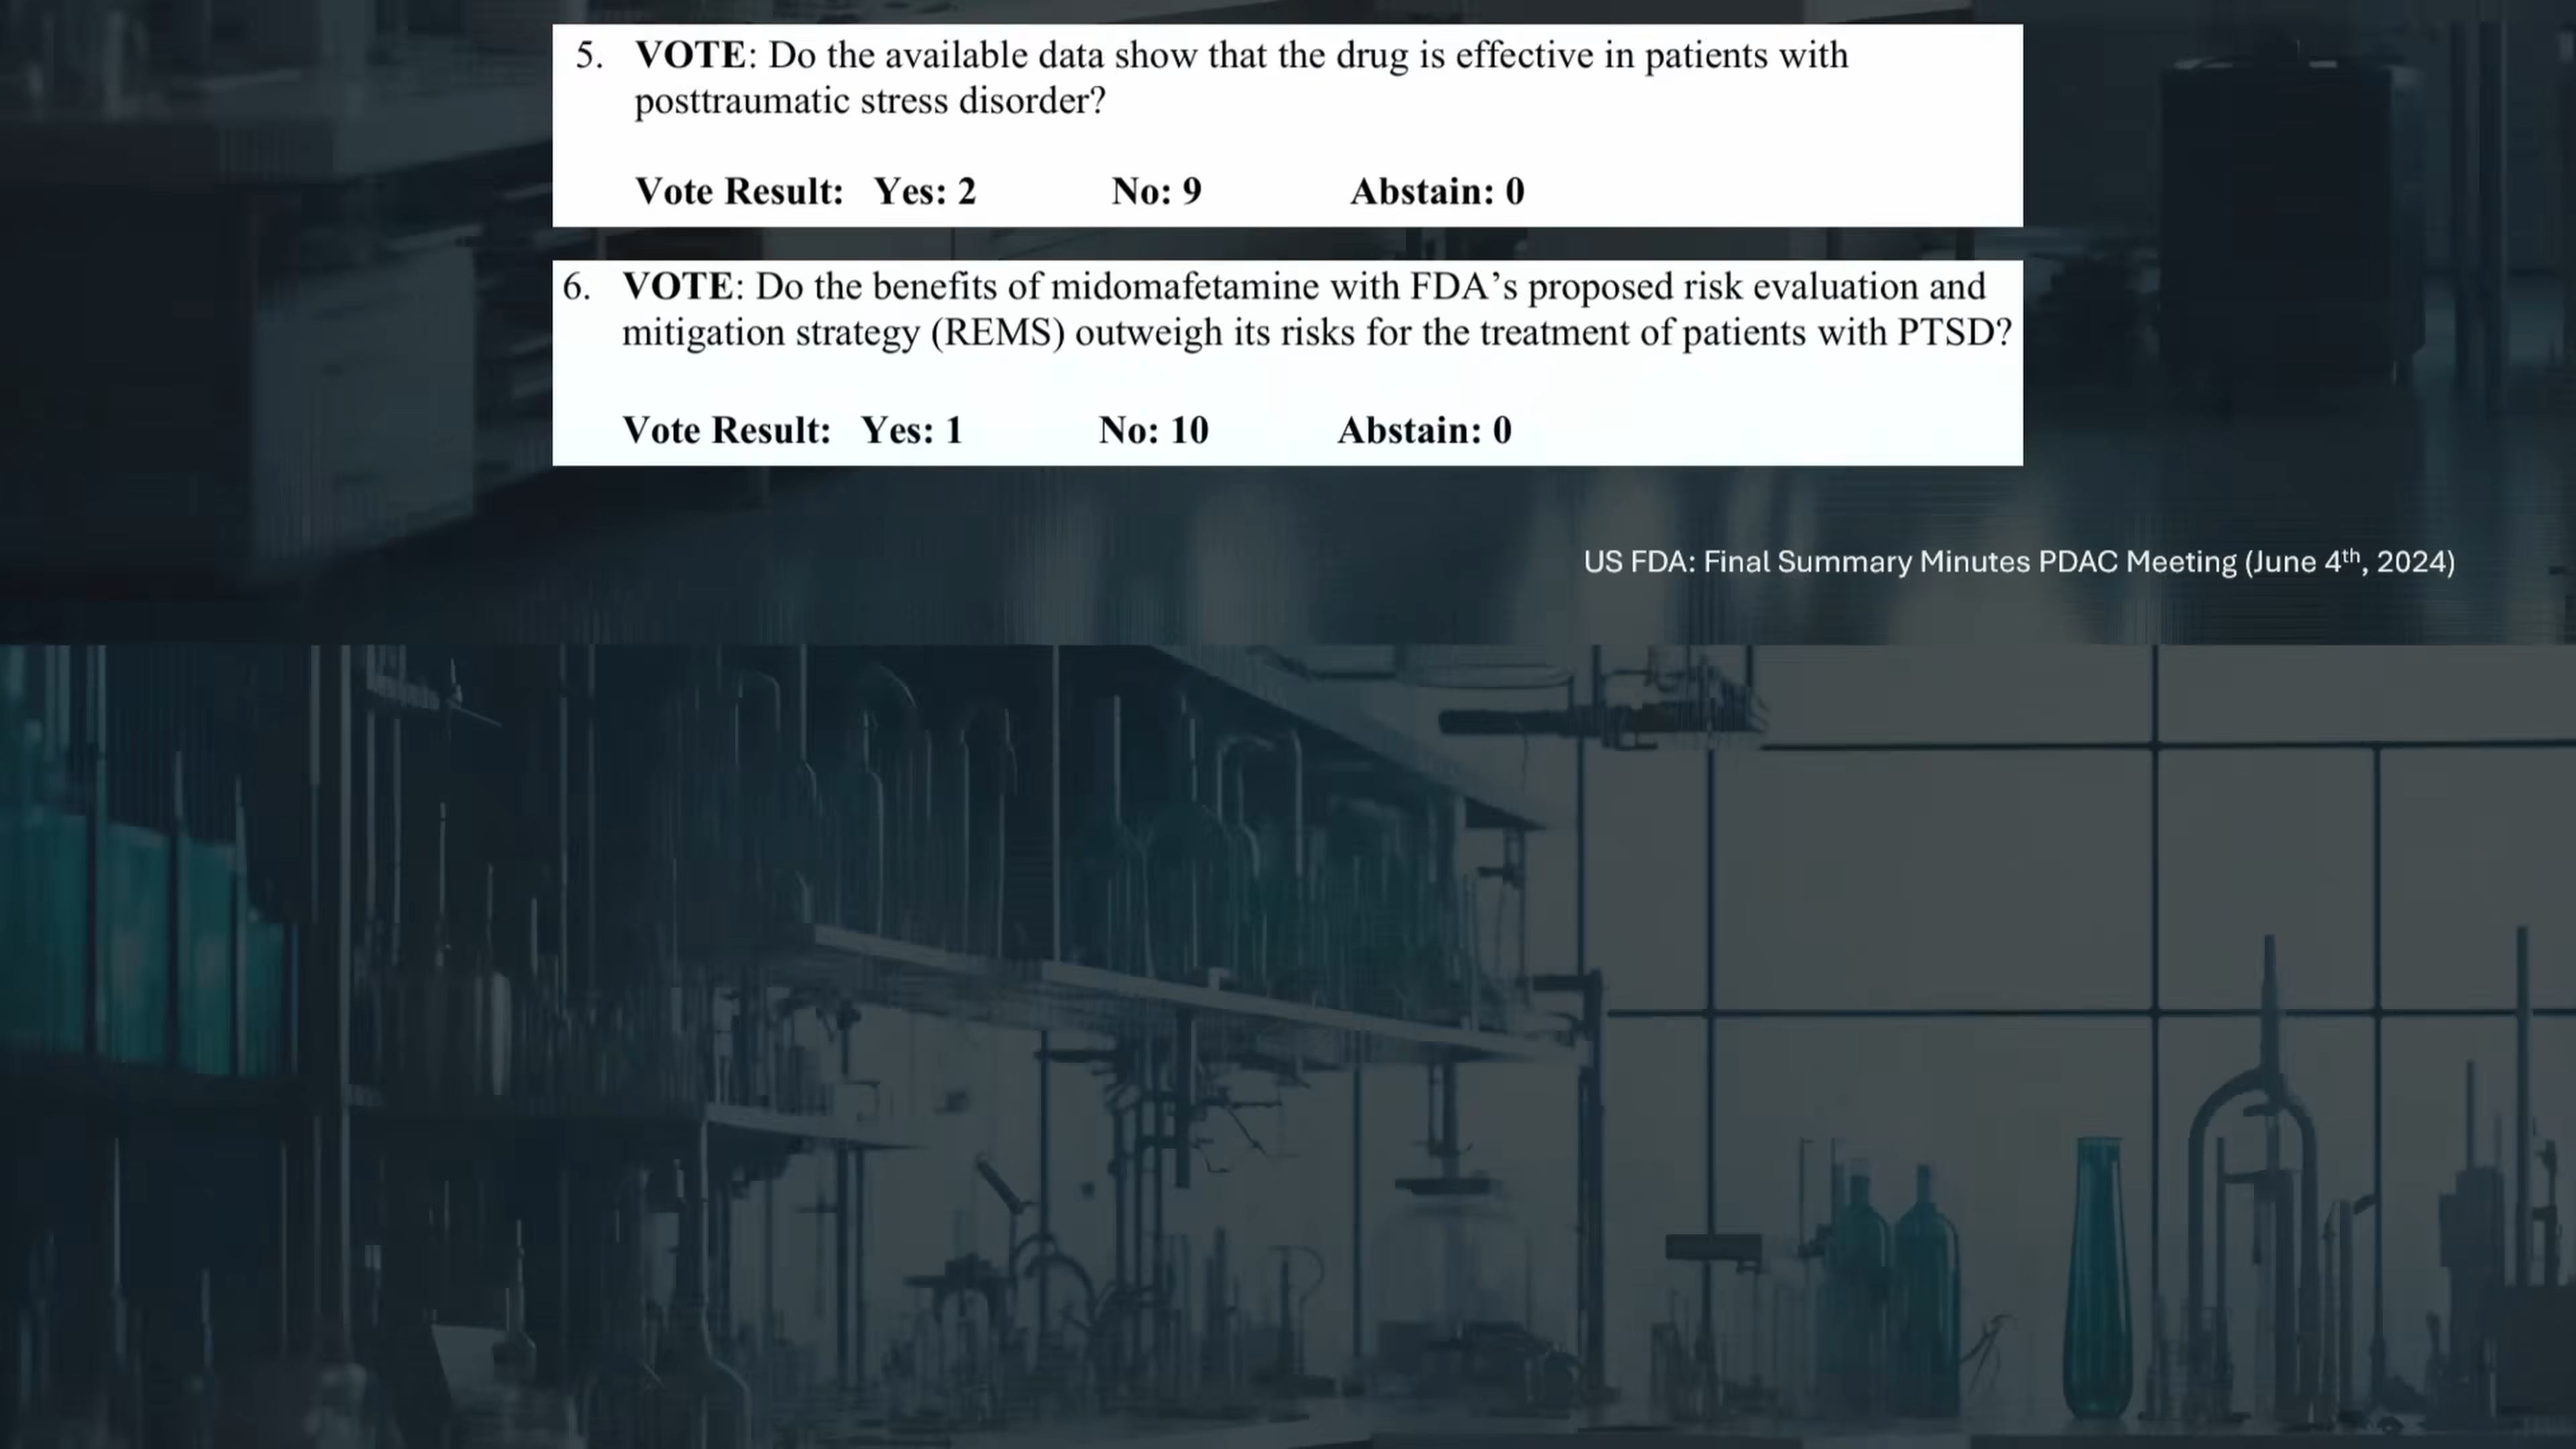 5. VOTE: Do the available data show that the drug is effective in patients with
posttraumatic stress disorder?
Vote Result: Yes: 2 No: 9 Abstain: 0
6. VOTE: Do the benefits of midomafetamine with FDA’s proposed risk evaluation and
mitigation strategy (REMS) outweigh its risks for the treatment of patients with PTSD?
Vote Result: Yes: 1 No: 10 Abstain: 0
US FDA: Final Summary Minutes PDAC Meeting (June 4th, 2024)